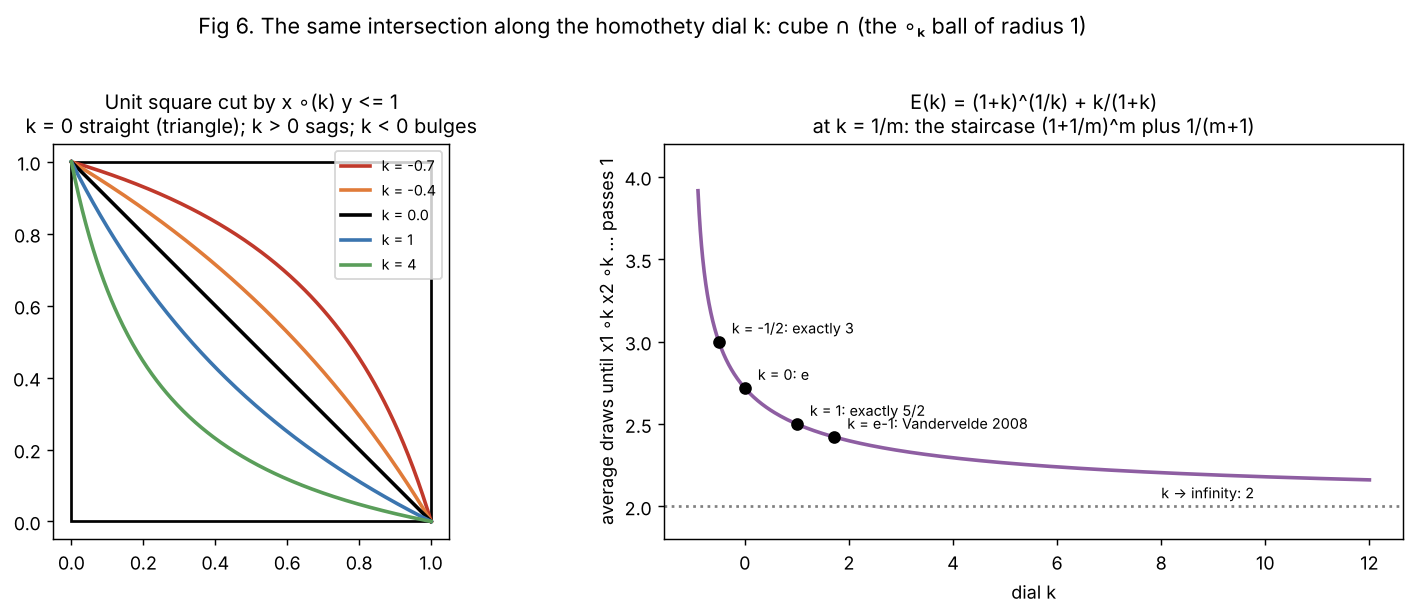 Fig 6. The same intersection along the homothety dial k: cube ∩ (the ∘ₖ ball of radius 1)
Unit square cut by x ∘(k) y <= 1
k = 0 straight (triangle); k > 0 sags; k < 0 bulges
1.0
0.8
0.6
0.4
0.2
0.0
k = -0.7
k = -0.4
k = 0.0
k = 1
k = 4
0.0 0.2 0.4 0.6 0.8 1.0
E(k) = (1+k)^(1/k) + k/(1+k)
at k = 1/m: the staircase (1+1/m)^m plus 1/(m+1)
average draws until x1 ∘k x2 ∘k ... passes 1
4.0
3.5
3.0
2.5
2.0
k = -1/2: exactly 3
k = 0: e
k = 1: exactly 5/2
k = e-1: Vandervelde 2008
k → infinity: 2
0 2 4 6 8 10 12
dial k